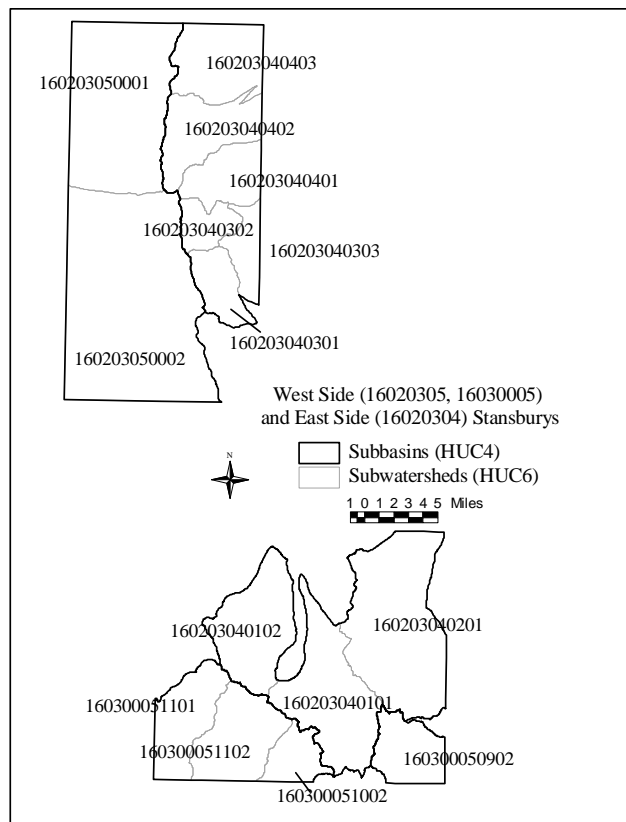 160203040403
160203050001
160203040402
160203040401
160203040302
160203040303
160203040301
160203050002
West Side (16020305, 16030005)
and East Side (16020304) Stansburys
Subbasins (HUC4)
Subwatersheds (HUC6)
N
1 0 1 2 3 4 5 Miles
160203040102
160203040201
160203040101
160300051101
160300051102
160300050902
160300051002